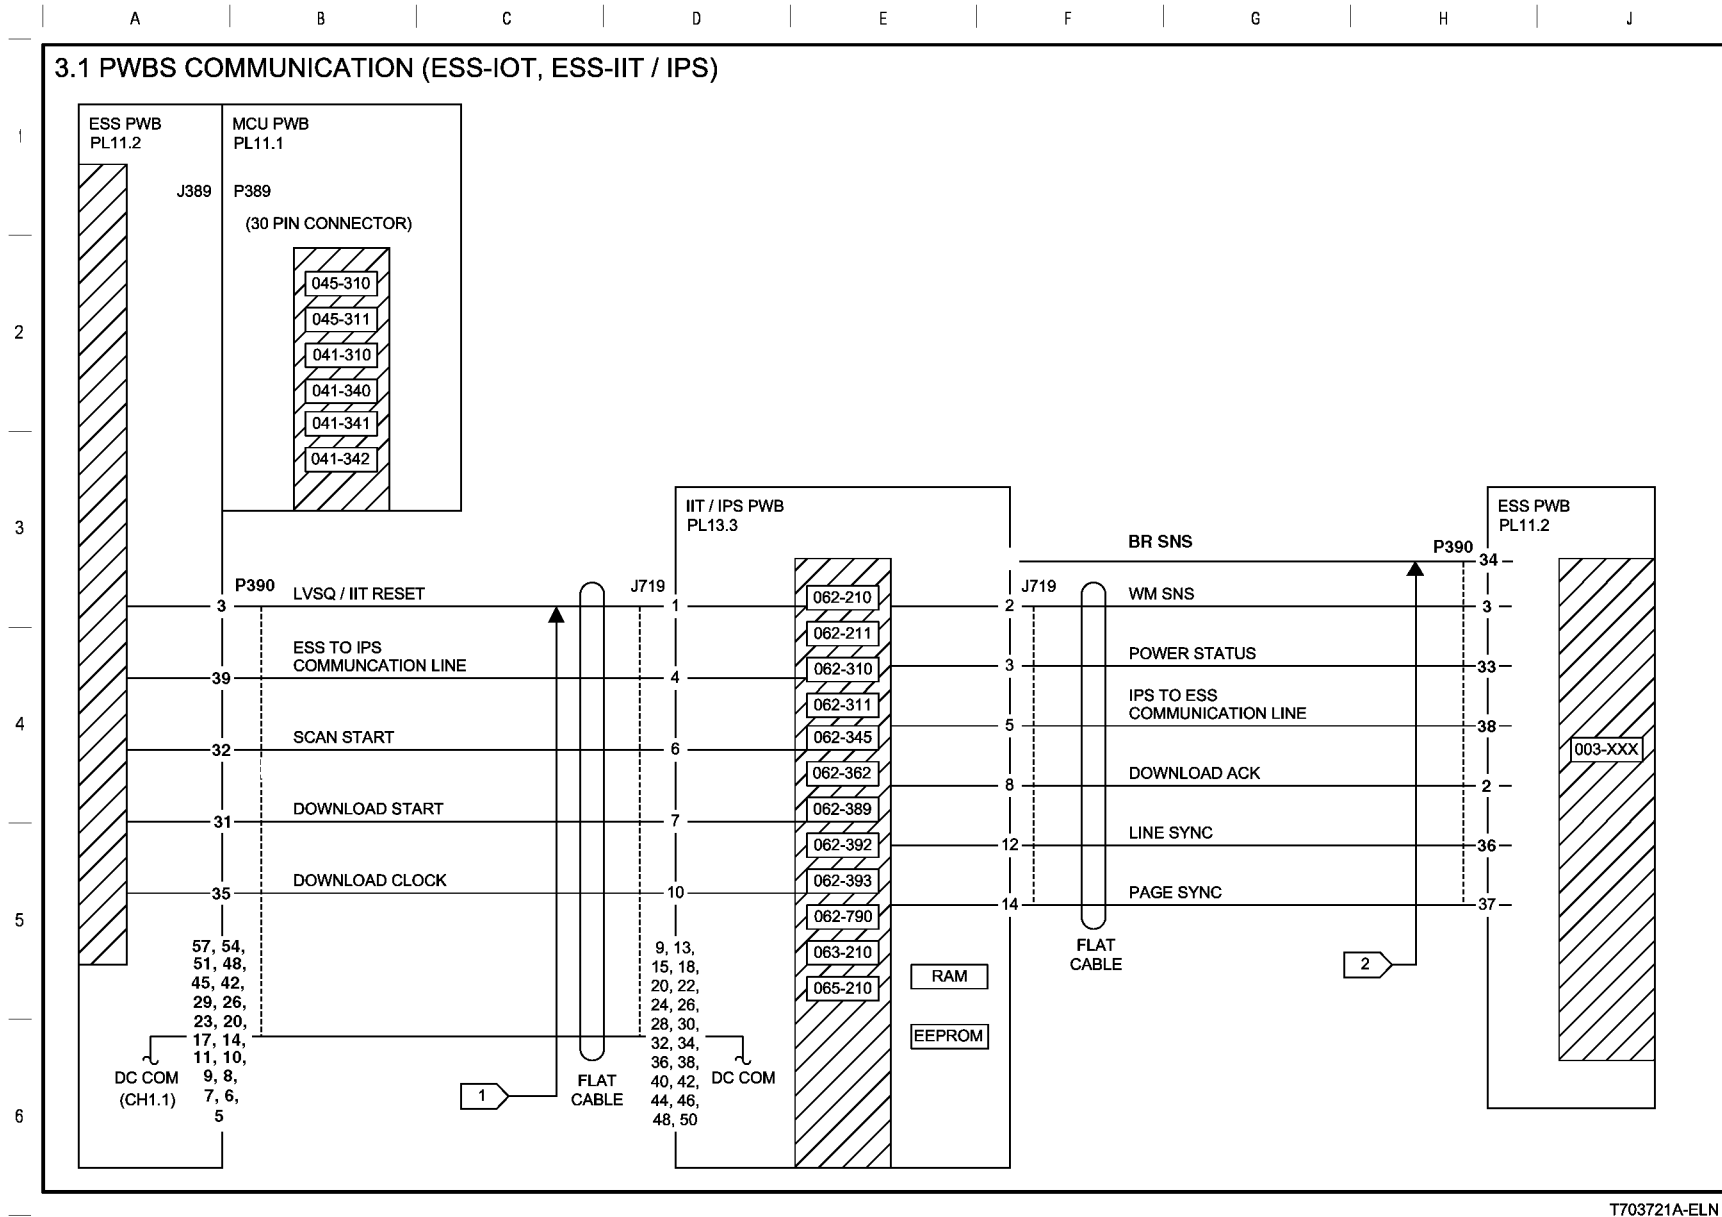 A B C D E F G H J
3.1 PWBS COMMUNICATION (ESS-IOT, ESS-IIT / IPS)
1
2
3
4
5
6
ESS PWB
PL11.2
MCU PWB
PL11.1
J389
P389
(30 PIN CONNECTOR)
045-310
045-311
041-310
041-340
041-341
041-342
P390
3
LVSQ / IIT RESET
39
ESS TO IPS
COMMUNCATION LINE
32
SCAN START
31
DOWNLOAD START
35
DOWNLOAD CLOCK
57, 54,
51, 48,
45, 42,
29, 26,
23, 20,
17, 14,
11, 10,
9, 8,
7, 6,
5
DC COM
(CH1.1)
1
FLAT
CABLE
J719
1
4
6
7
10
9, 13,
15, 18,
20, 22,
24, 26,
28, 30,
32, 34,
36, 38,
40, 42,
44, 46,
48, 50
DC COM
IIT / IPS PWB
PL13.3
062-210
062-211
062-310
062-311
062-345
062-362
062-389
062-392
062-393
062-790
063-210
065-210
RAM
EEPROM
J719
2
3
5
8
12
14
BR SNS
WM SNS
POWER STATUS
IPS TO ESS
COMMUNICATION LINE
DOWNLOAD ACK
LINE SYNC
PAGE SYNC
FLAT
CABLE
2
P390
34
3
33
38
2
36
37
ESS PWB
PL11.2
003-XXX
T703721A-ELN